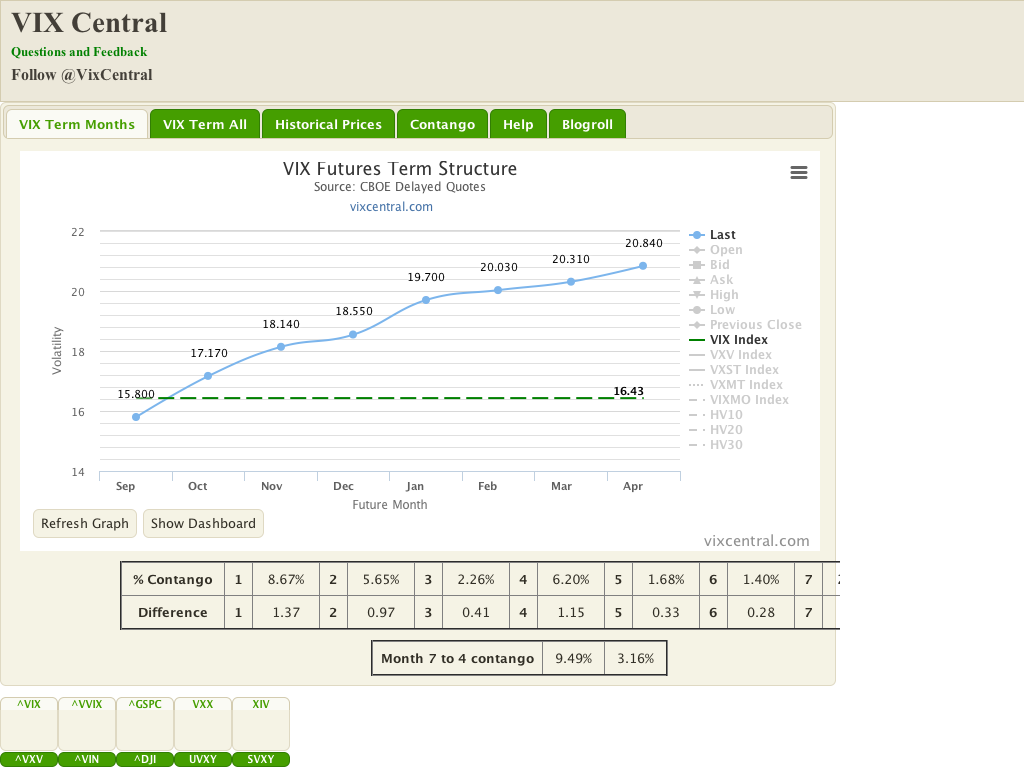 VIX Central
Questions and Feedback
Follow @VixCentral
VIX Term Months VIX Term All Historical Prices Contango Help Blogroll
VIX Futures Term Structure
Source: CBOE Delayed Quotes
vixcentral.com
Volatility
22
20
18
16
14
15.800
17.170
18.140
18.550
19.700
20.030
20.310
20.840
16.43
Sep Oct Nov Dec Jan Feb Mar Apr
Future Month
Last
Open
Bid
Ask
High
Low
Previous Close
VIX Index
VXV Index
VXST Index
VXMT Index
VIXMO Index
HV10
HV20
HV30
Refresh Graph Show Dashboard
vixcentral.com
% Contango 1 8.67% 2 5.65% 3 2.26% 4 6.20% 5 1.68% 6 1.40% 7
Difference 1 1.37 2 0.97 3 0.41 4 1.15 5 0.33 6 0.28 7
Month 7 to 4 contango 9.49% 3.16%
^VIX ^VVIX ^GSPC VXX XIV
^VXV ^VIN ^DJI UVXY SVXY